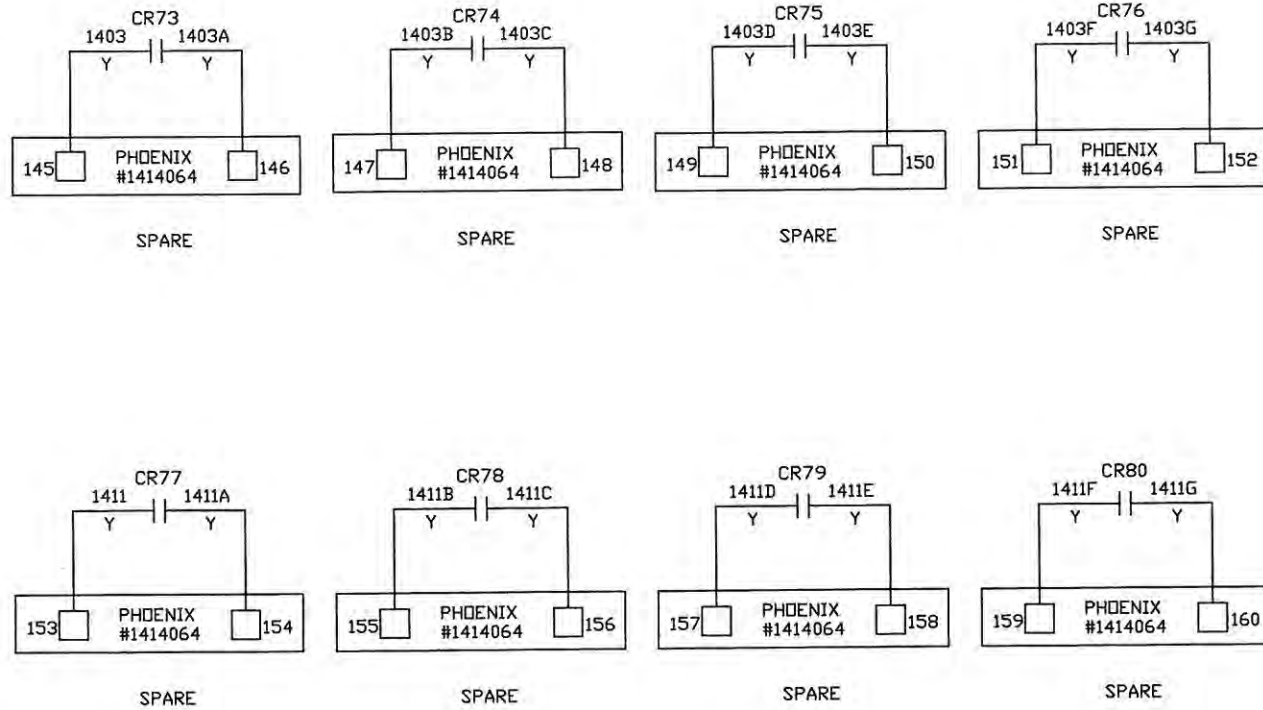 CR73
1403 1403A
Y Y
145 PHOENIX 146
#1414064
SPARE
CR74
1403B 1403C
Y Y
147 PHOENIX 148
#1414064
SPARE
CR75
1403D 1403E
Y Y
149 PHOENIX 150
#1414064
SPARE
CR76
1403F 1403G
Y Y
151 PHOENIX 152
#1414064
SPARE
CR77
1411 1411A
Y Y
153 PHOENIX 154
#1414064
SPARE
CR78
1411B 1411C
Y Y
155 PHOENIX 156
#1414064
SPARE
CR79
1411D 1411E
Y Y
157 PHOENIX 158
#1414064
SPARE
CR80
1411F 1411G
Y Y
159 PHOENIX 160
#1414064
SPARE